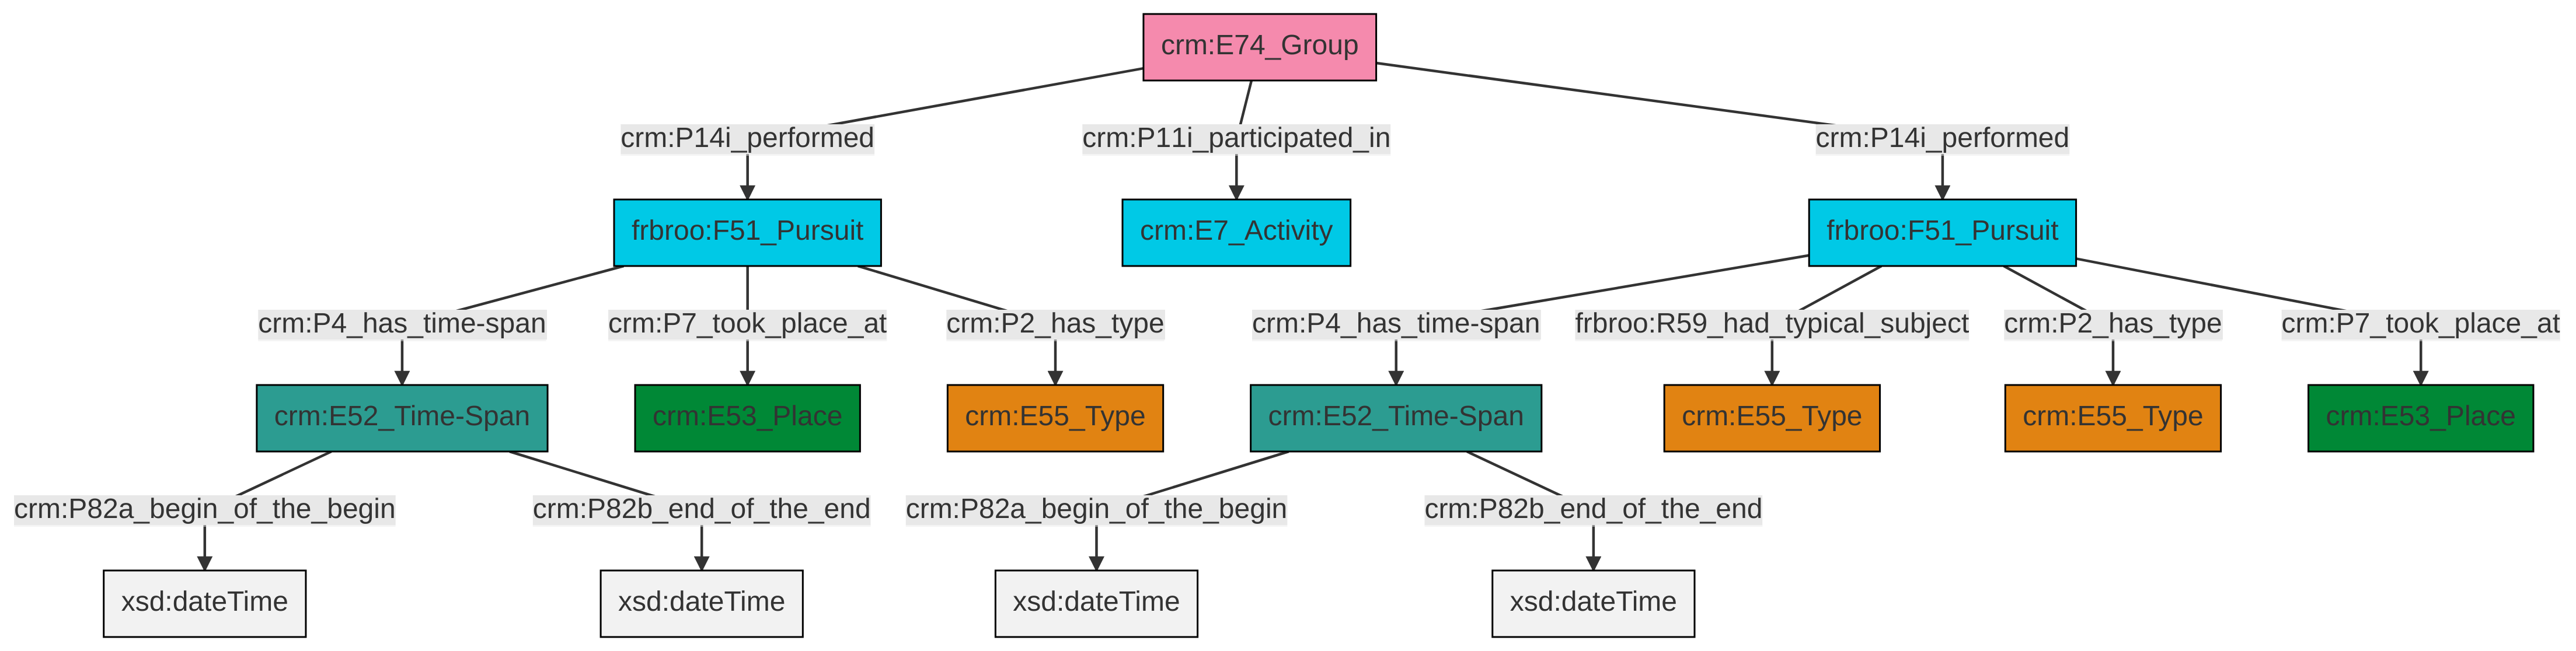 crm:E74_Group
crm:P14i_performed
crm:P11i_participated_in
crm:P14i_performed
frbroo:F51_Pursuit
crm:E7_Activity
frbroo:F51_Pursuit
crm:P4_has_time-span
crm:P7_took_place_at
crm:P2_has_type
crm:P4_has_time-span
frbroo:R59_had_typical_subject
crm:P2_has_type
crm:P7_took_place_at
crm:E52_Time-Span
crm:E53_Place
crm:E55_Type
crm:E52_Time-Span
crm:E55_Type
crm:E55_Type
crm:E53_Place
crm:P82a_begin_of_the_begin
crm:P82b_end_of_the_end
crm:P82a_begin_of_the_begin
crm:P82b_end_of_the_end
xsd:dateTime
xsd:dateTime
xsd:dateTime
xsd:dateTime